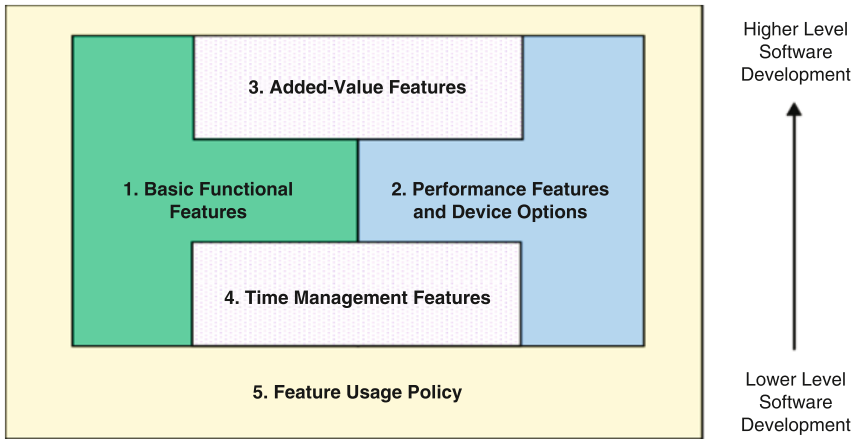 3. Added-Value Features
1. Basic Functional
Features
2. Performance Features
and Device Options
4. Time Management Features
5. Feature Usage Policy
Higher Level
Software
Development
Lower Level
Software
Development